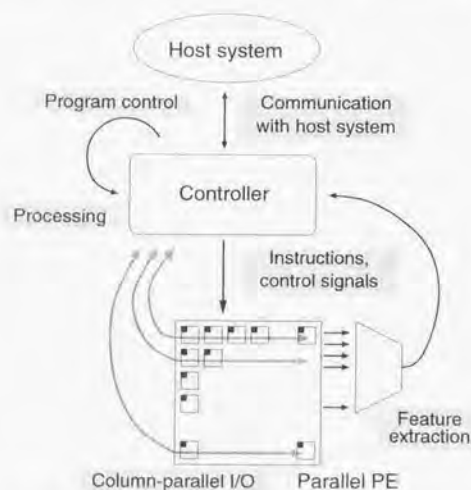 Host system
Program control
Communication
with host system
Controller
Processing
Instructions,
control signals
Feature
extraction
Column-parallel I/O
Parallel PE